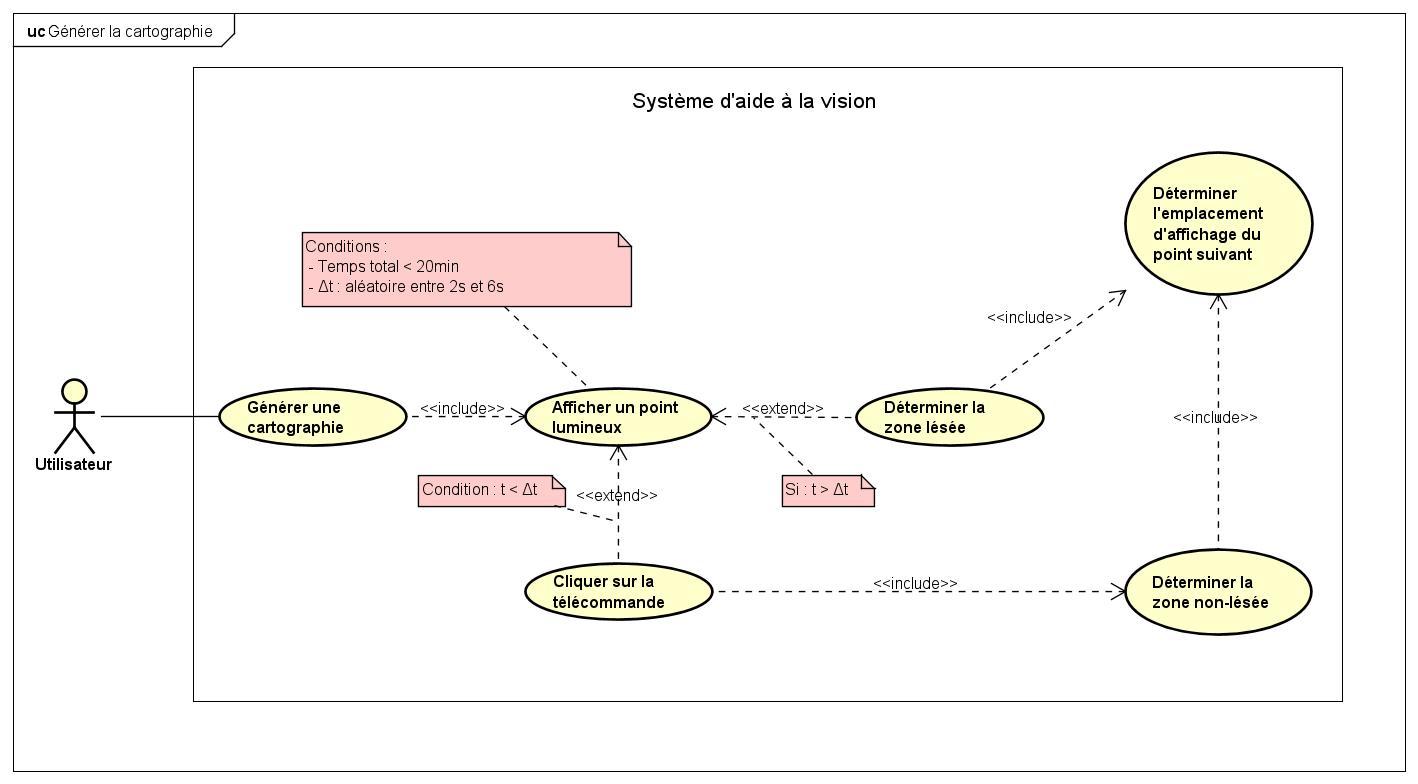 uc Générer la cartographie
Système d'aide à la vision
Déterminer
l'emplacement
d'affichage du
point suivant
Conditions :
- Temps total < 20min
- Δt : aléatoire entre 2s et 6s
<<include>>
Utilisateur
Générer une
cartographie
<<include>>
Afficher un point
lumineux
<<extend>>
Déterminer la
zone lésée
<<include>>
Condition : t < Δt
<<extend>>
Si : t > Δt
Cliquer sur la
télécommande
<<include>>
Déterminer la
zone non-lésée